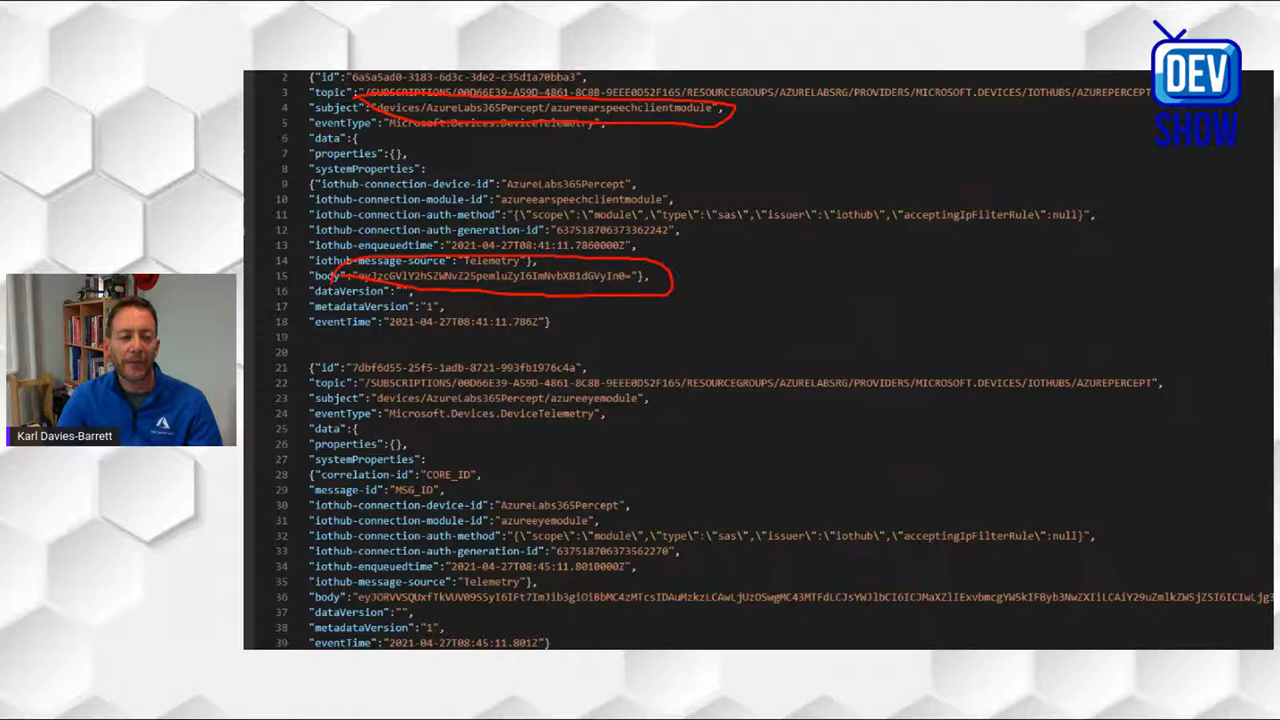 DEV
SHOW
2 {"id":"6a5a5ad0-3183-6d3c-3de2-c35d1a70bba3",
3 "topic":"/SUBSCRIPTIONS/00D66E39-A59D-4861-8C8B-9EEE0D52F165/RESOURCEGROUPS/AZURELABSRG/PROVIDERS/MICROSOFT.DEVICES/IOTHUBS/AZUREPERCEPT
4 "subject":"devices/AzureLabs365Percept/azureearspeechclientmodule",
5 "eventType":"Microsoft.Devices.DeviceTelemetry",
6 "data":{
7 "properties":{},
8 "systemProperties":
9 {"iothub-connection-device-id":"AzureLabs365Percept",
10 "iothub-connection-module-id":"azureearspeechclientmodule",
11 "iothub-connection-auth-method":"{\"scope\":\"module\",\"type\":\"sas\",\"issuer\":\"iothub\",\"acceptingIpFilterRule\":null}",
12 "iothub-connection-auth-generation-id":"637518706373362242",
13 "iothub-enqueuedtime":"2021-04-27T08:41:11.7860000Z",
14 "iothub-message-source":"Telemetry"},
15 "body":"eyJzcGVlY2hSZWNvZ25pemluZyI6ImNvbXB1dGVyIn0="},
16 "dataVersion":"",
17 "metadataVersion":"1",
18 "eventTime":"2021-04-27T08:41:11.786Z"}
19
20
21 {"id":"7dbf6d55-25f5-1adb-8721-993fb1976c4a",
22 "topic":"/SUBSCRIPTIONS/00D66E39-A59D-4861-8C8B-9EEE0D52F165/RESOURCEGROUPS/AZURELABSRG/PROVIDERS/MICROSOFT.DEVICES/IOTHUBS/AZUREPERCEPT",
23 "subject":"devices/AzureLabs365Percept/azureeyemodule",
24 "eventType":"Microsoft.Devices.DeviceTelemetry",
25 "data":{
26 "properties":{},
27 "systemProperties":
28 {"correlation-id":"CORE_ID",
29 "message-id":"MSG_ID",
30 "iothub-connection-device-id":"AzureLabs365Percept",
31 "iothub-connection-module-id":"azureeyemodule",
32 "iothub-connection-auth-method":"{\"scope\":\"module\",\"type\":\"sas\",\"issuer\":\"iothub\",\"acceptingIpFilterRule\":null}",
33 "iothub-connection-auth-generation-id":"637518706373562270",
34 "iothub-enqueuedtime":"2021-04-27T08:45:11.8010000Z",
35 "iothub-message-source":"Telemetry"},
36 "body":
37 "dataVersion":"",
38 "metadataVersion":"1",
39 "eventTime":"2021-04-27T08:45:11.801Z"}
Karl Davies-Barrett